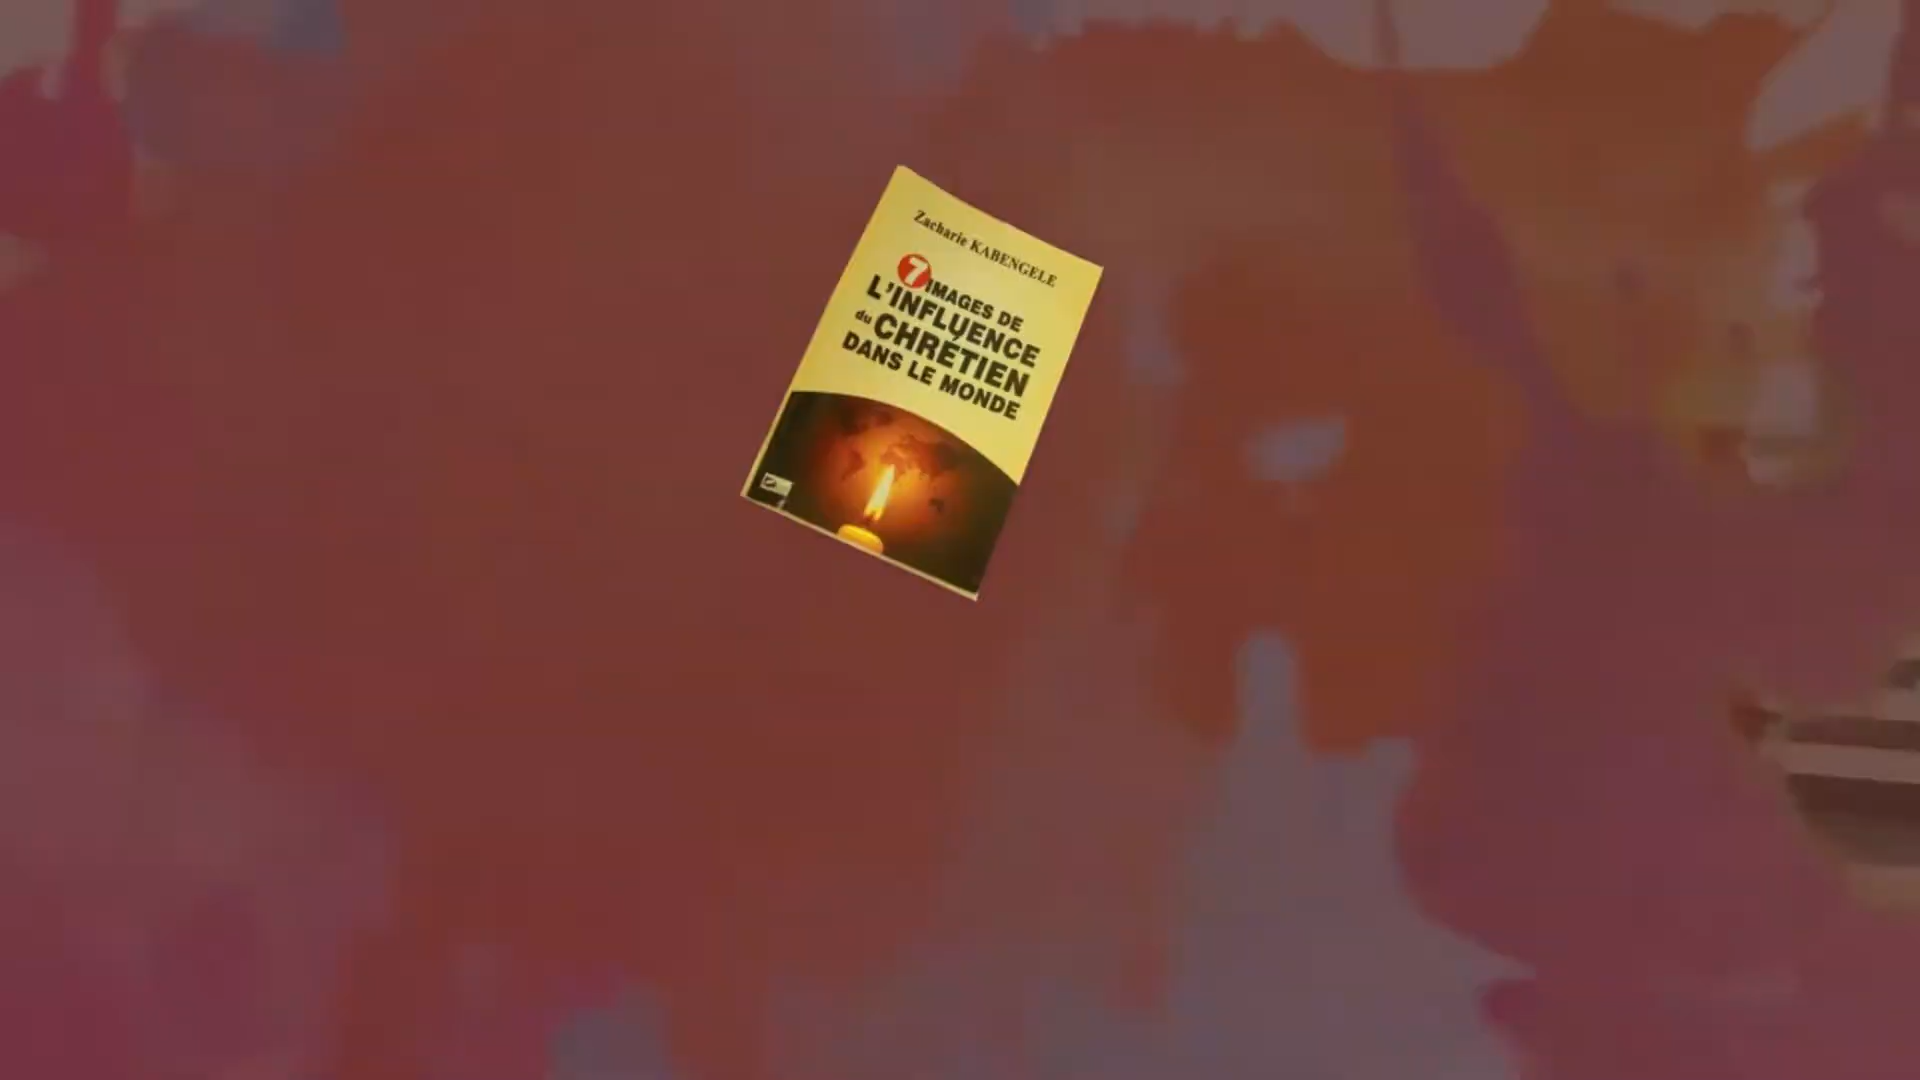 Zacharie KABENGELE
7 IMAGES DE
L'INFLUENCE
du CHRÉTIEN
DANS LE MONDE